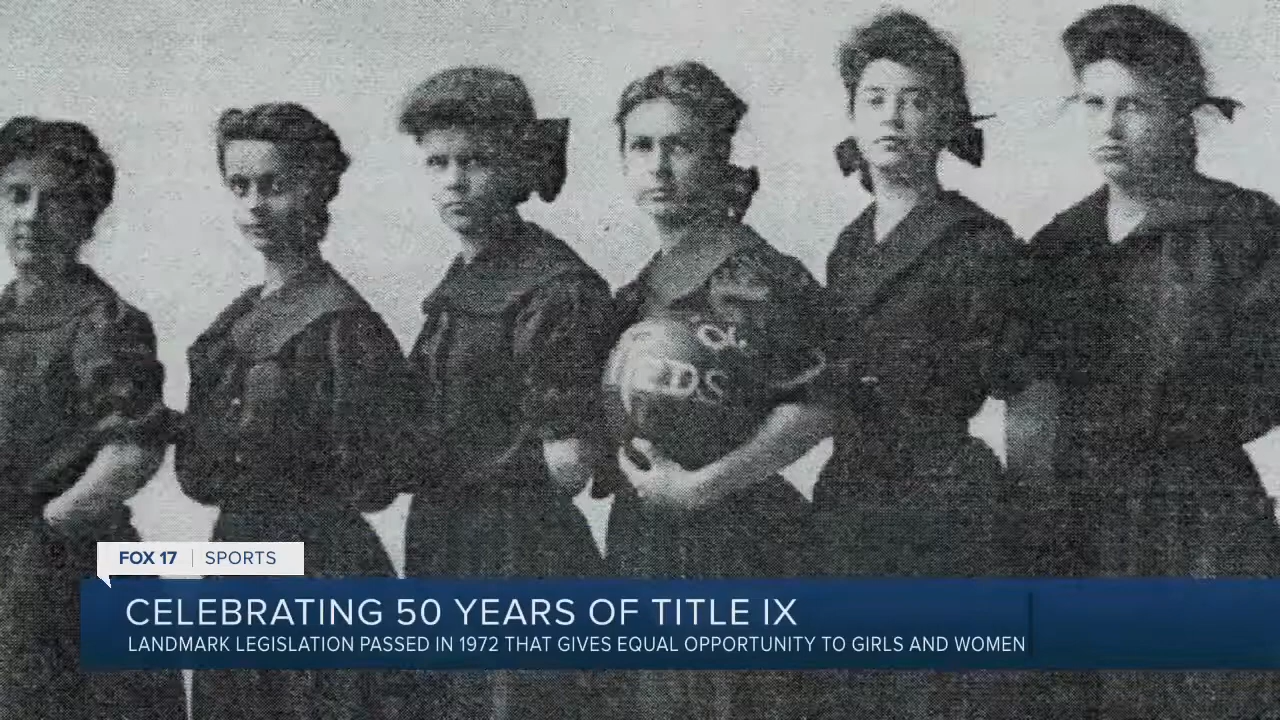 FOX 17 SPORTS
CELEBRATING 50 YEARS OF TITLE IX
LANDMARK LEGISLATION PASSED IN 1972 THAT GIVES EQUAL OPPORTUNITY TO GIRLS AND WOMEN